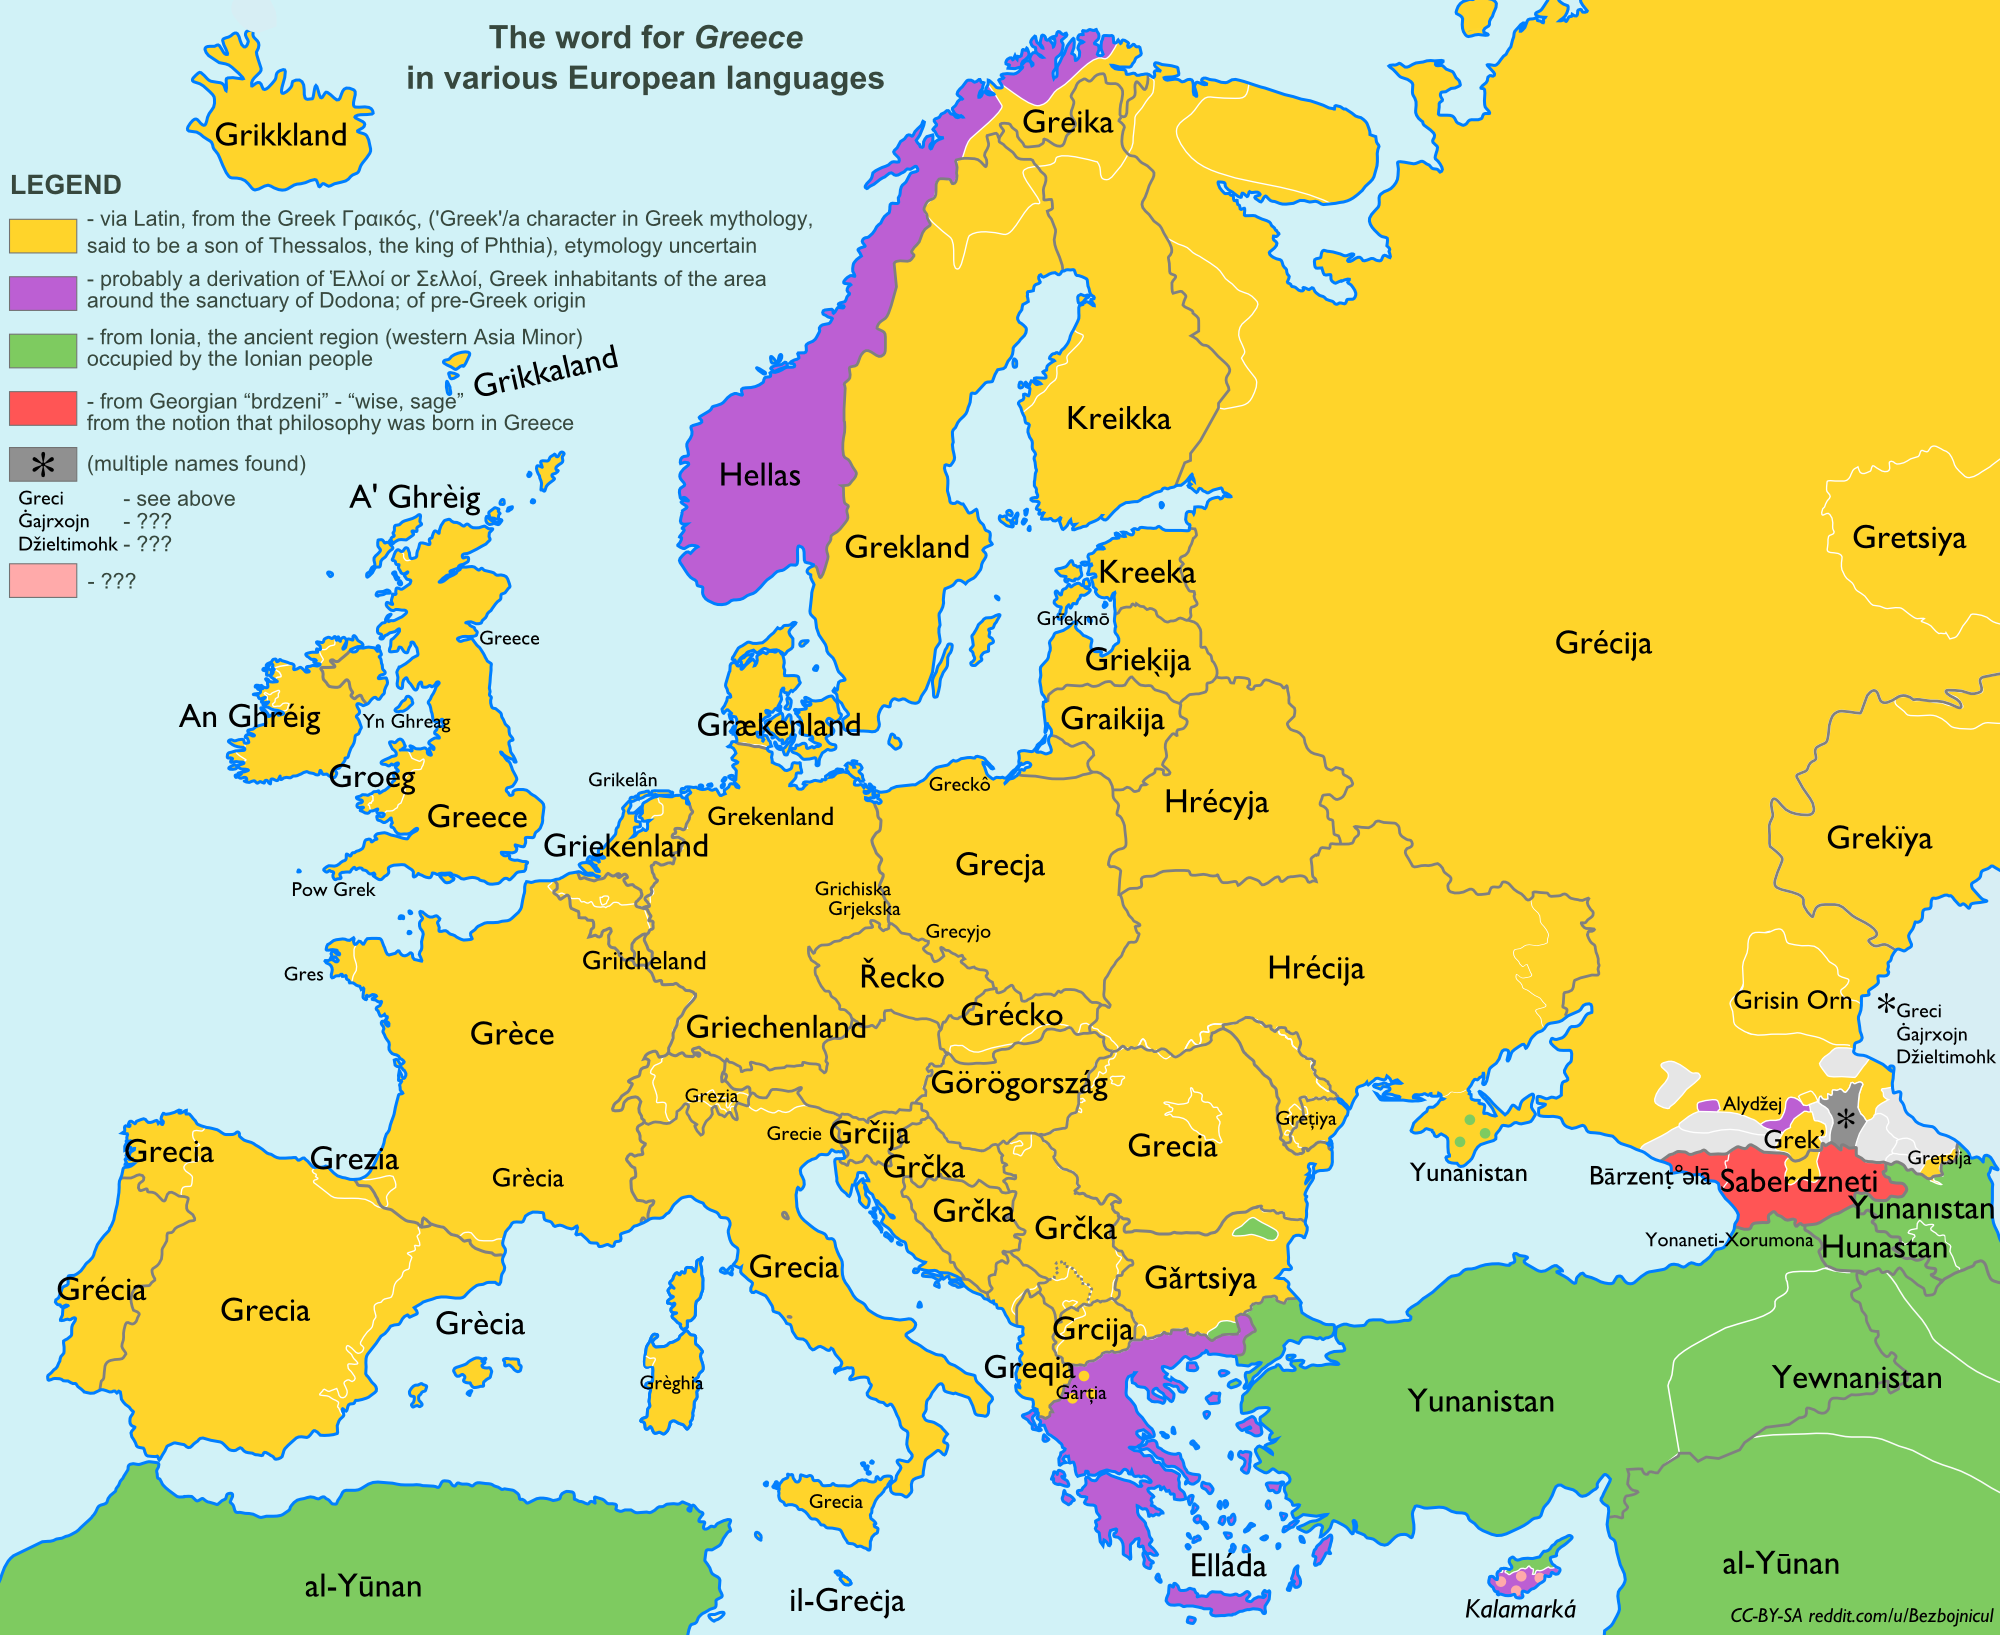 The word for Greece
in various European languages
Grikkland
LEGEND
- via Latin, from the Greek Γραικός, ('Greek'/a character in Greek mythology,
said to be a son of Thessalos, the king of Phthia), etymology uncertain
- probably a derivation of Ἑλλοί or Σελλοί, Greek inhabitants of the area
around the sanctuary of Dodona; of pre-Greek origin
- from Ionia, the ancient region (western Asia Minor)
occupied by the Ionian people
- from Georgian “brdzeni” - “wise, sage”
from the notion that philosophy was born in Greece
* (multiple names found)
Greci - see above
Ġajrxojn - ???
Džieltimohk - ???
- ???
Greika
Grikkaland
Kreikka
Hellas
A' Ghrèig
Grekland
Gretsiya
Kreeka
Grīekmō
Greece
Grécija
Grieķija
An Ghréig
Yn Ghreag
Grækenland
Graikija
Groeg
Grikelân
Greckô
Greece
Grekenland
Hrécyja
Griekenland
Grecja
Grekïya
Pow Grek
Grichiska
Grjekska
Grecyjo
Gres
Griicheland
Řecko
Hrécija
Grisin Orn
*
Greci
Ġajrxojn
Džieltimohk
Grèce
Griechenland
Grécko
Görögország
Grezia
Grecie
Grčija
Grecia
Grețiya
Alydžej
*
Grek’
Gretsija
Grecia
Grezia
Grècia
Grčka
Yunanistan
Bārzenṭ°əlā
Saberdzneti
Grčka
Grčka
Yunanıstan
Yonaneti-Xorumona
Hunastan
Grecia
Gǎrtsiya
Grécia
Grecia
Grècia
Grcija
Greqia
Gârția
Grèghia
Yunanistan
Yewnanistan
Grecia
Elláda
al-Yūnan
il-Greċja
al-Yūnan
Kalamarká
CC-BY-SA reddit.com/u/Bezbojnicul